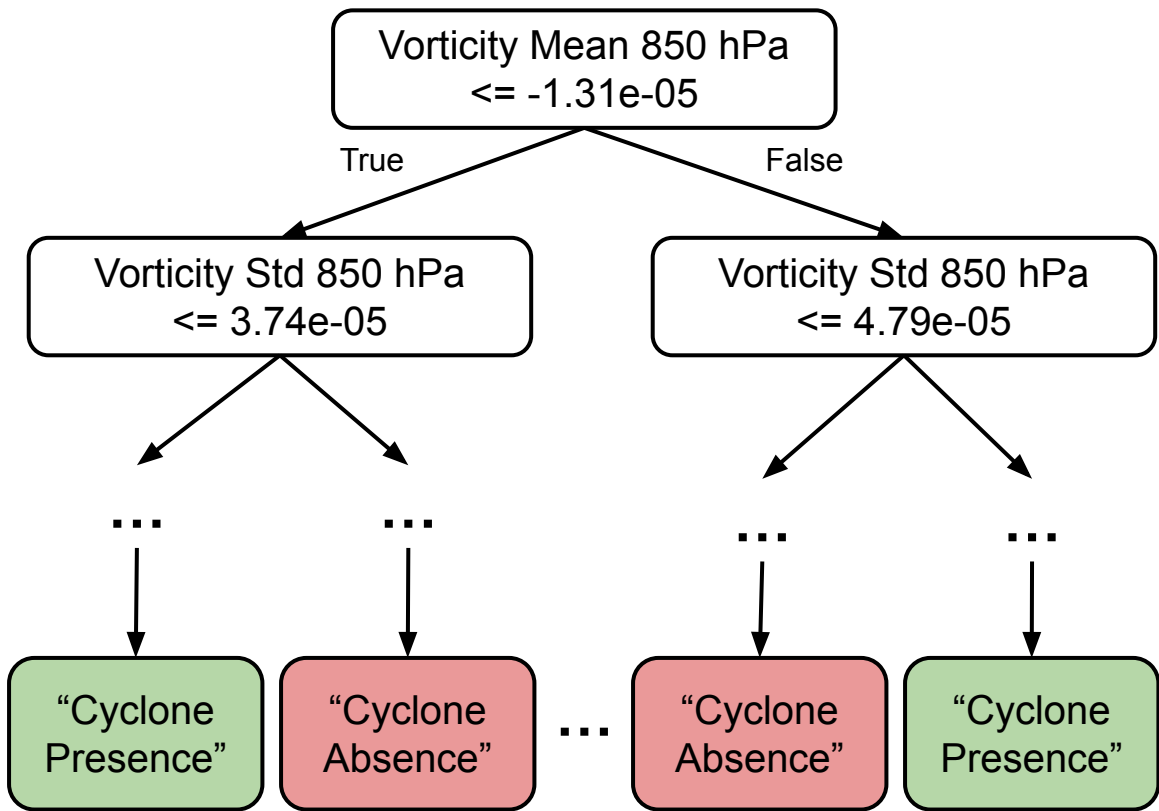 Vorticity Mean 850 hPa
<= -1.31e-05
True
False
Vorticity Std 850 hPa
<= 3.74e-05
Vorticity Std 850 hPa
<= 4.79e-05
...
...
...
...
“Cyclone
Presence”
“Cyclone
Absence”
...
“Cyclone
Absence”
“Cyclone
Presence”